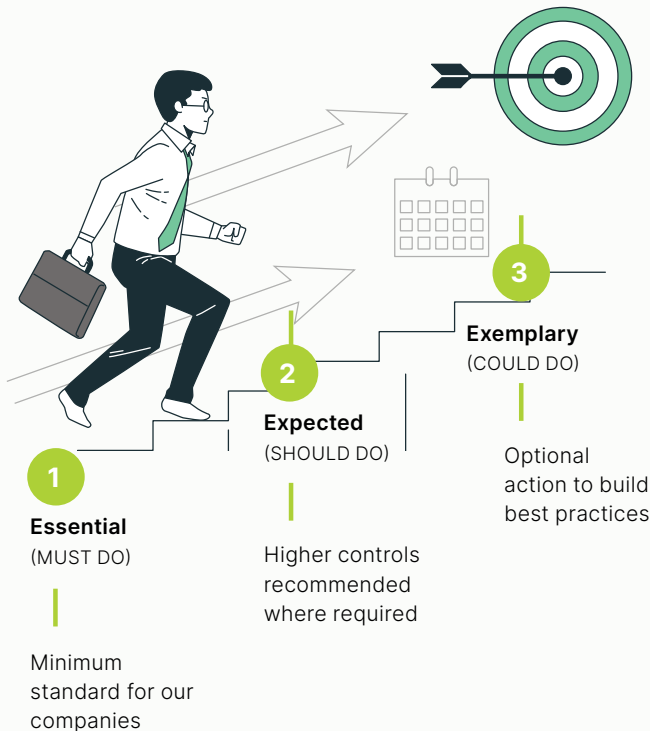 1
Essential
(MUST DO)
Minimum
standard for our
companies
2
Expected
(SHOULD DO)
Higher controls
recommended
where required
3
Exemplary
(COULD DO)
Optional
action to build
best practices